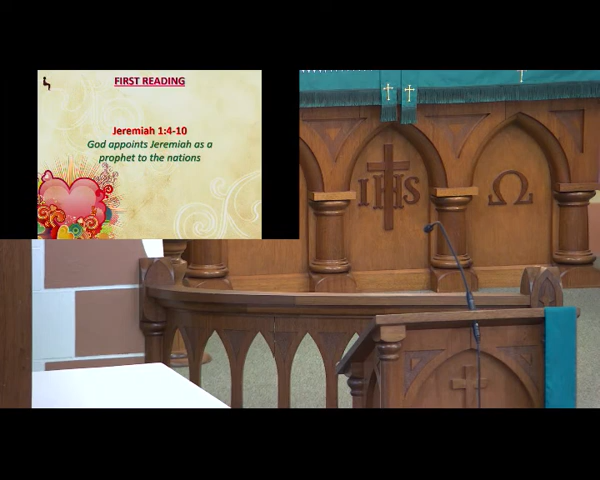 FIRST READING
Jeremiah 1:4-10
God appoints Jeremiah as a
prophet to the nations
IHS
Ω